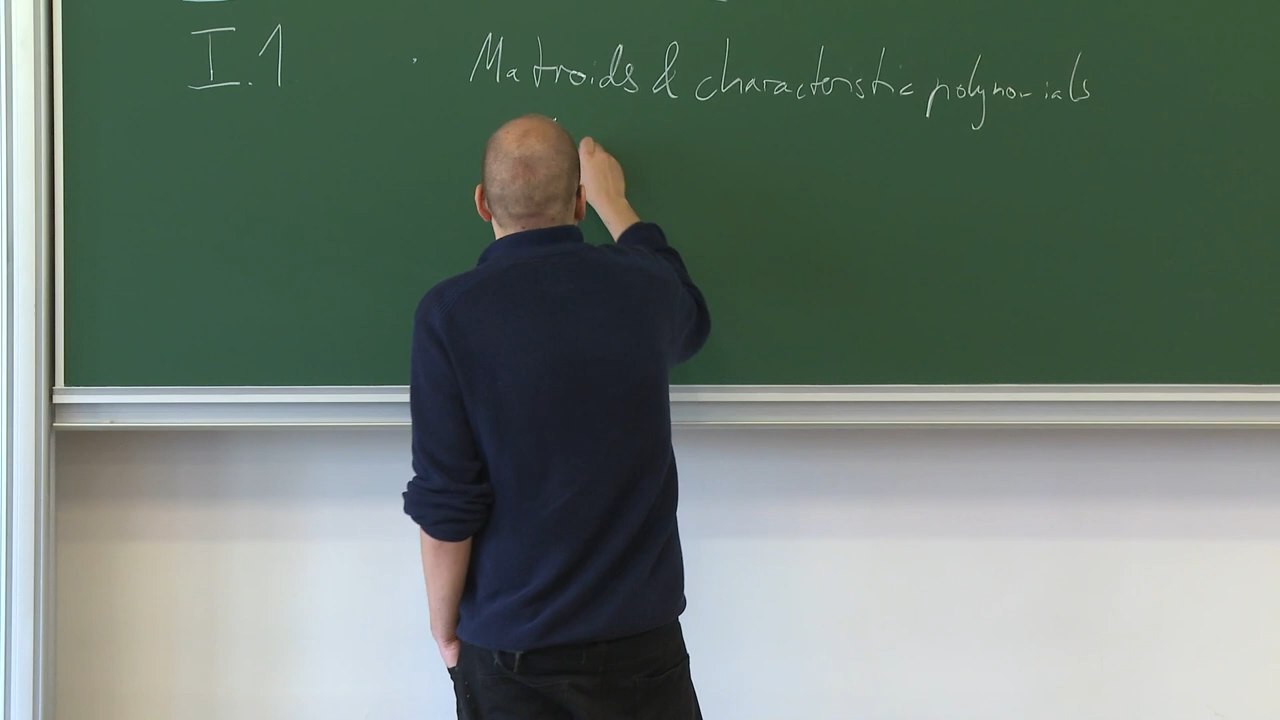 I.1 · Matroids & characteristic polynomials